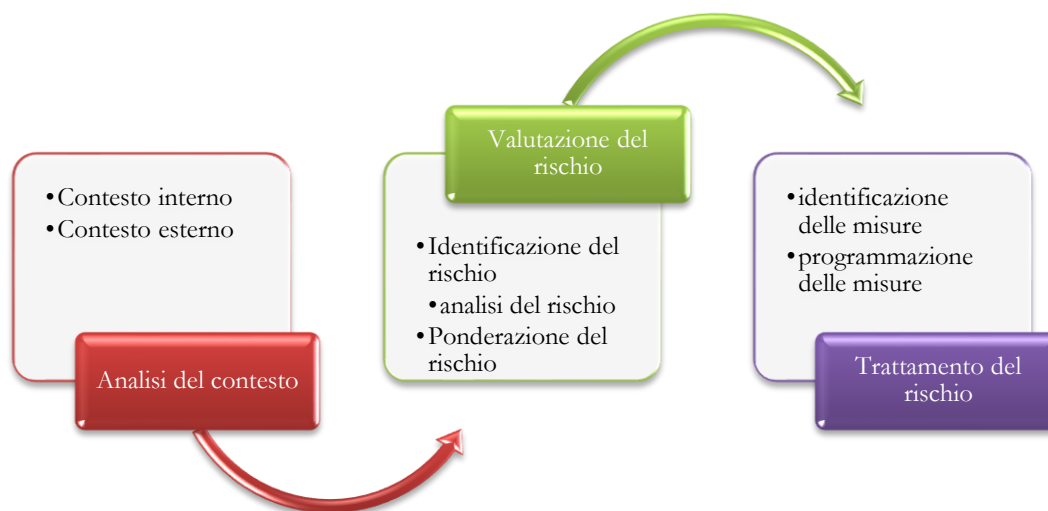 •Contesto interno
•Contesto esterno
Analisi del contesto
Valutazione del
rischio
•Identificazione del
rischio
•analisi del rischio
•Ponderazione del
rischio
•identificazione
delle misure
•programmazione
delle misure
Trattamento del
rischio